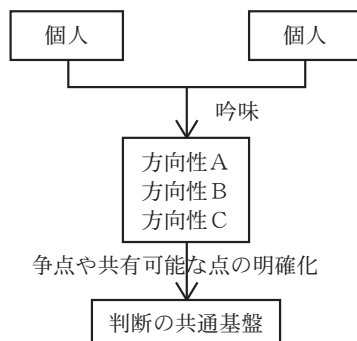 個人
個人
吟味
方向性A
方向性B
方向性C
争点や共有可能な点の明確化
判断の共通基盤